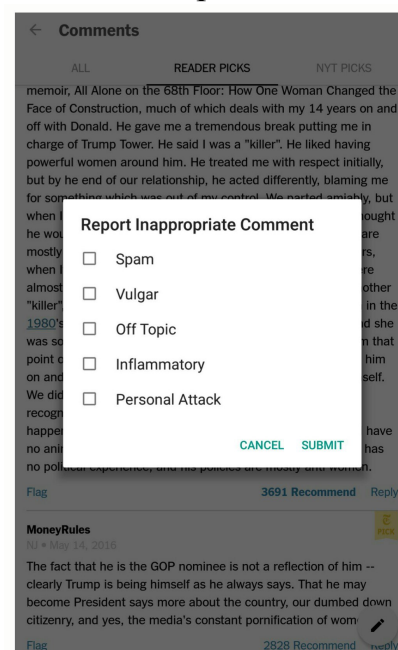 Comments
ALL READER PICKS NYT PICKS
memoir, All Alone on the 68th Floor: How One Woman Changed the
Face of Construction, much of which deals with my 14 years on and
off with Donald. He gave me a tremendous break putting me in
charge of Trump Tower. He said I was a "killer". He liked having
powerful women around him. He treated me with respect initially,
but by he end of our relationship, he acted differently, blaming me
for something which was out of my control. We parted amiably, but
when
he
mostly
when
almost
"killer"
1980's
was so
point
on and
We did
happen
no
no political experience, and his policies are mostly anti women.
Report Inappropriate Comment
Spam
Vulgar
Off Topic
Inflammatory
Personal Attack
CANCEL SUBMIT
are
other
in the
she
that
him
have
has
Flag 3691 Recommend Reply
MoneyRules
PICK
NJ • May 14, 2016
The fact that he is the GOP nominee is not a reflection of him --
clearly Trump is being himself as he always says. That he may
become President says more about the country, our dumbed down
citizenry, and yes, the media's constant pornification of wom
Flag 2828 Recommend Reply